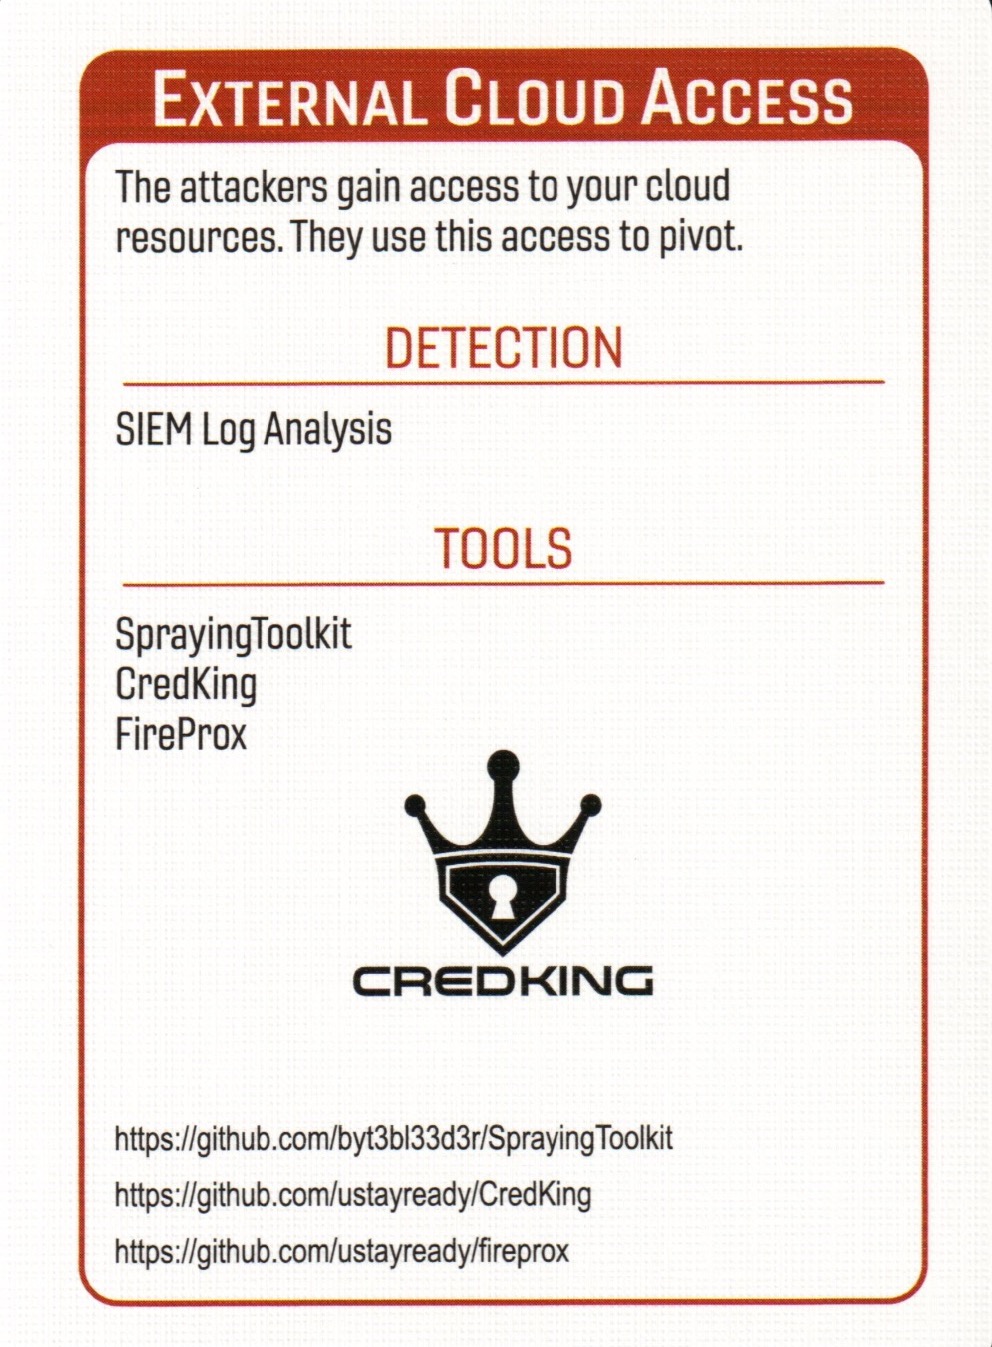 External Cloud Access
The attackers gain access to your cloud
resources. They use this access to pivot.
DETECTION
SIEM Log Analysis
TOOLS
SprayingToolkit
CredKing
FireProx
CREDKING
https://github.com/byt3bl33d3r/SprayingToolkit
https://github.com/ustayready/CredKing
https://github.com/ustayready/fireprox